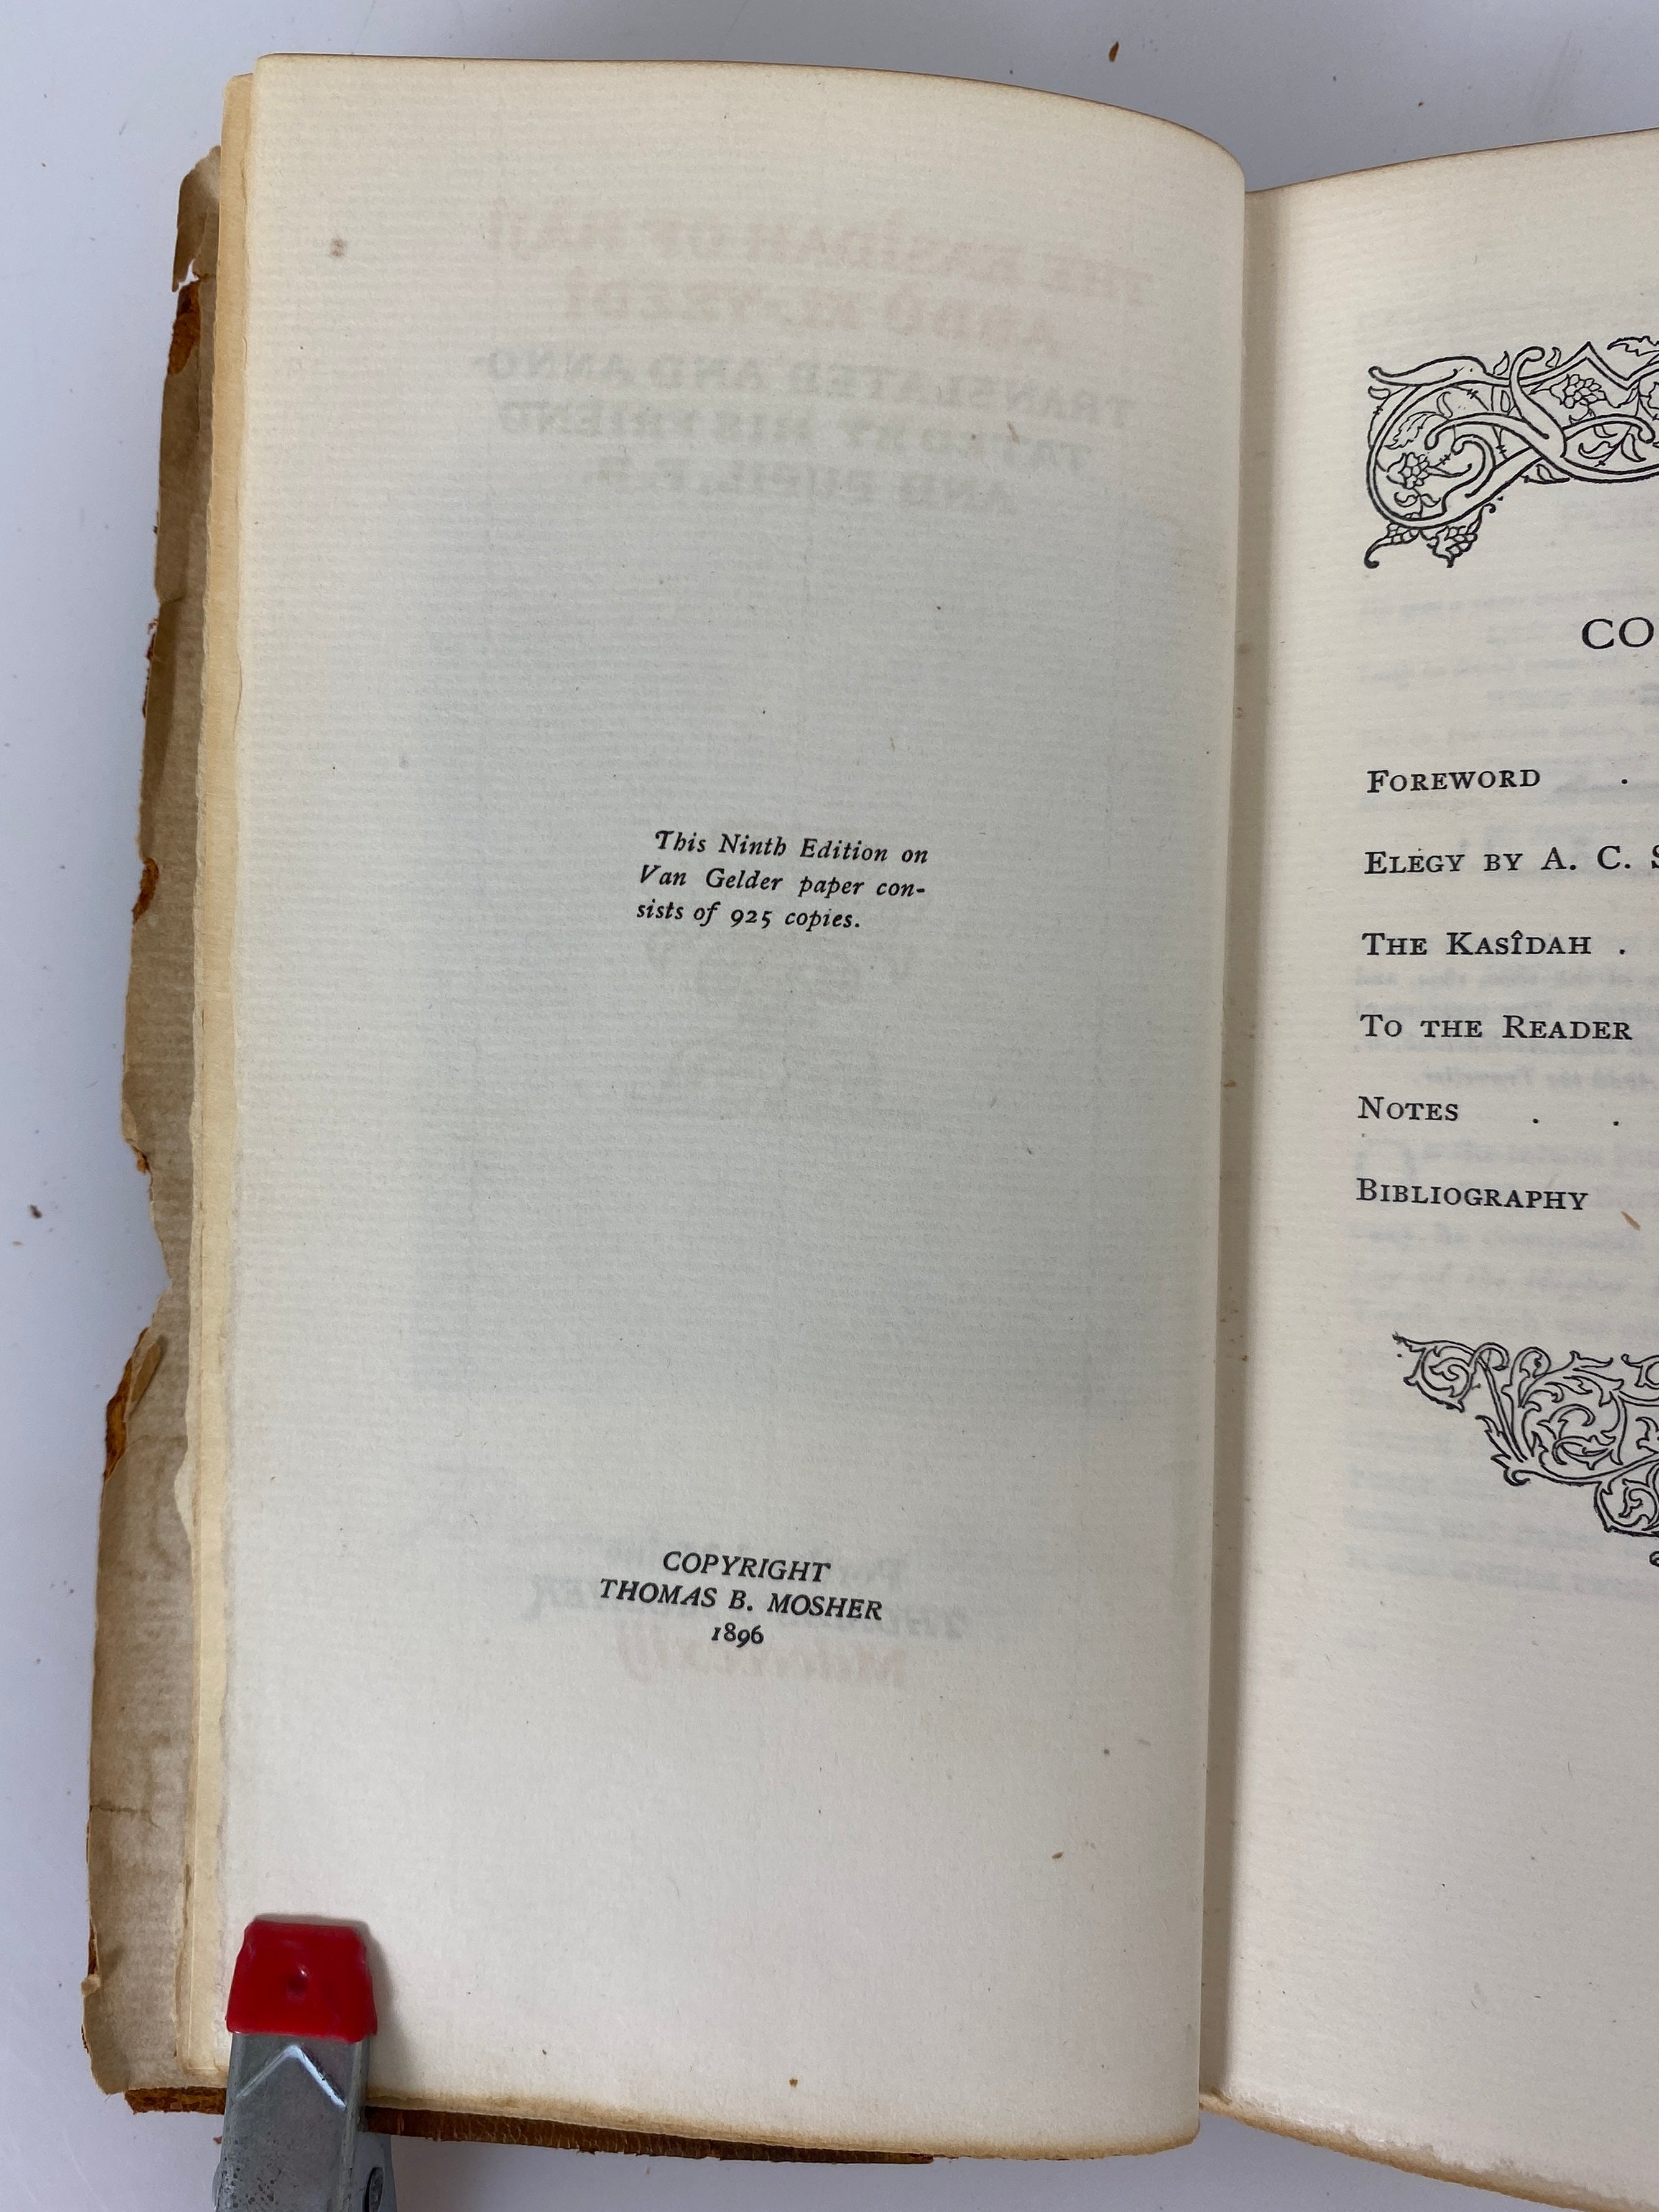 This Ninth Edition on
Van Gelder paper con-
sists of 925 copies.
COPYRIGHT
THOMAS B. MOSHER
1896
CO
FOREWORD .
ELEGY BY A. C. S
THE KASÎDAH .
TO THE READER
NOTES . .
BIBLIOGRAPHY